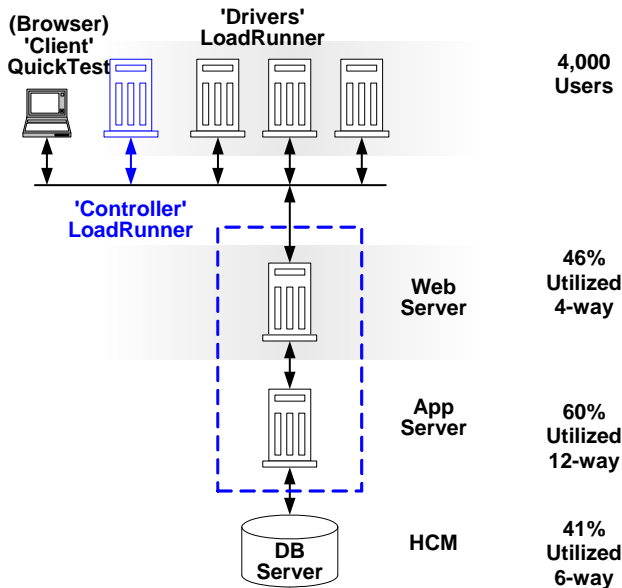 (Browser)
'Client'
QuickTest
'Drivers'
LoadRunner
4,000
Users
'Controller'
LoadRunner
Web
Server
46%
Utilized
4-way
App
Server
60%
Utilized
12-way
DB
Server
HCM
41%
Utilized
6-way